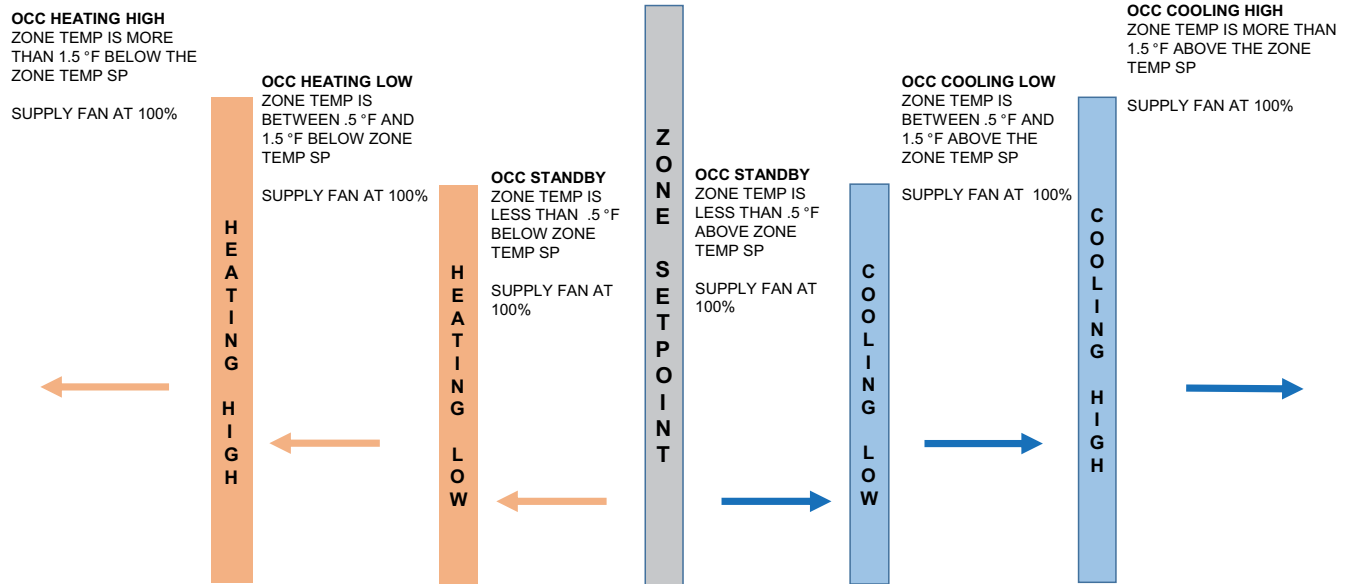 OCC HEATING HIGH
ZONE TEMP IS MORE
THAN 1.5 °F BELOW THE
ZONE TEMP SP
SUPPLY FAN AT 100%
HEATING HIGH
OCC HEATING LOW
ZONE TEMP IS
BETWEEN .5 °F AND
1.5 °F BELOW ZONE
TEMP SP
SUPPLY FAN AT 100%
HEATING LOW
OCC STANDBY
ZONE TEMP IS
LESS THAN .5 °F
BELOW ZONE
TEMP SP
SUPPLY FAN AT
100%
ZONE SETPOINT
OCC STANDBY
ZONE TEMP IS
LESS THAN .5 °F
ABOVE ZONE
TEMP SP
SUPPLY FAN AT
100%
COOLING LOW
OCC COOLING LOW
ZONE TEMP IS
BETWEEN .5 °F AND
1.5 °F ABOVE THE
ZONE TEMP SP
SUPPLY FAN AT 100%
COOLING HIGH
OCC COOLING HIGH
ZONE TEMP IS MORE THAN
1.5 °F ABOVE THE ZONE
TEMP SP
SUPPLY FAN AT 100%